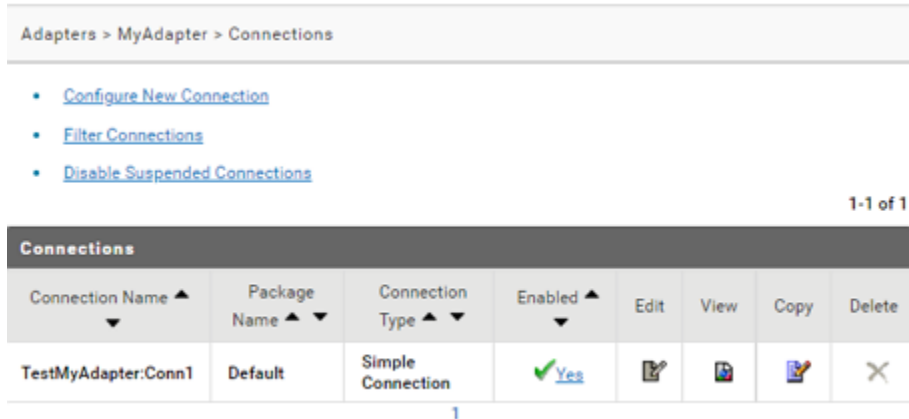 Adapters > MyAdapter > Connections
• Configure New Connection
• Filter Connections
• Disable Suspended Connections
1-1 of 1
Connections
Connection Name ▲ ▼ Package Name ▲ ▼ Connection Type ▲ ▼ Enabled ▲ ▼ Edit View Copy Delete
TestMyAdapter:Conn1 Default Simple Connection Yes
1